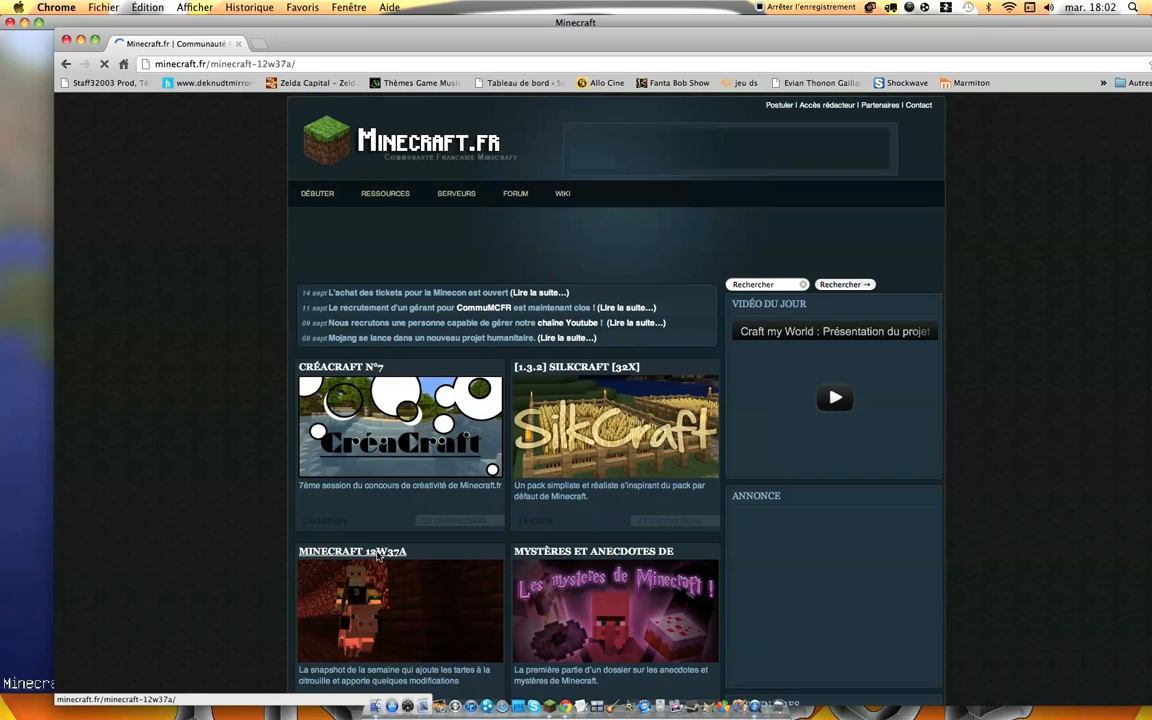 Chrome Fichier Édition Afficher Historique Favoris Fenêtre Aide Arrêter l'enregistrement mar. 18:02
Minecraft
Minecraft.fr | Communauté
minecraft.fr/minecraft-12w37a/
Staff32003 Prod, Té www.deknudtmirror Zelda Capital – Zeld Thèmes Game Music Tableau de bord ‹ S Allo Cine Fanta Bob Show jeu ds Evian Thonon Gaillar Shockwave Marmiton » Autres
Postuler | Accès rédacteur | Partenaires | Contact
Minecraft.fr
Communauté Française Minecraft
DÉBUTER RESSOURCES SERVEURS FORUM WIKI
Rechercher Rechercher →
14 sept L'achat des tickets pour la Minecon est ouvert (Lire la suite...)
11 sept Le recrutement d'un gérant pour CommuMCFR est maintenant clos ! (Lire la suite...)
09 sept Nous recrutons une personne capable de gérer notre chaîne Youtube ! (Lire la suite...)
09 sept Mojang se lance dans un nouveau projet humanitaire. (Lire la suite...)
VIDÉO DU JOUR
Craft my World : Présentation du projet
CRÉACRAFT N°7
CréaCraft
7ème session du concours de créativité de Minecraft.fr
Concours
[1.3.2] SILKCRAFT [32X]
SilkCraft
Un pack simpliste et réaliste s'inspirant du pack par
défaut de Minecraft.
Texture
ANNONCE
MINECRAFT 12W37A
La snapshot de la semaine qui ajoute les tartes à la
citrouille et apporte quelques modifications
MYSTÈRES ET ANECDOTES DE
Les mysteres de Minecraft !
La première partie d'un dossier sur les anecdotes et
mystères de Minecraft.
Minecra
minecraft.fr/minecraft-12w37a/